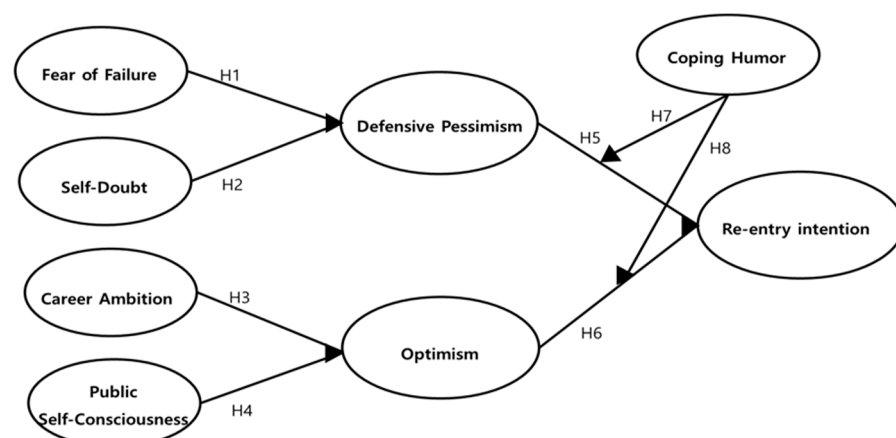 Fear of Failure
H1
Self-Doubt
H2
Career Ambition
H3
Public
Self-Consciousness
H4
Defensive Pessimism
Optimism
H5
H6
Coping Humor
H7
H8
Re-entry intention